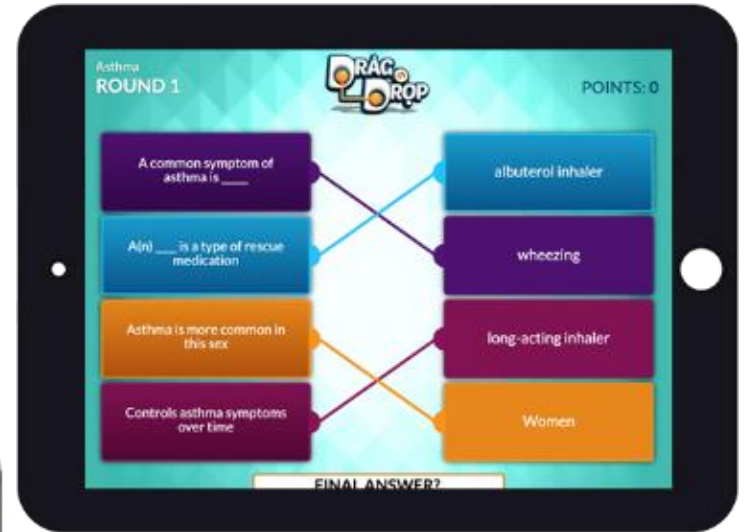 Asthma
ROUND 1
DRAG N DROP
POINTS: 0
A common symptom of
asthma is ____
albuterol inhaler
A(n) ___ is a type of rescue
medication
wheezing
Asthma is more common in
this sex
long-acting inhaler
Controls asthma symptoms
over time
Women
FINAL ANSWER?